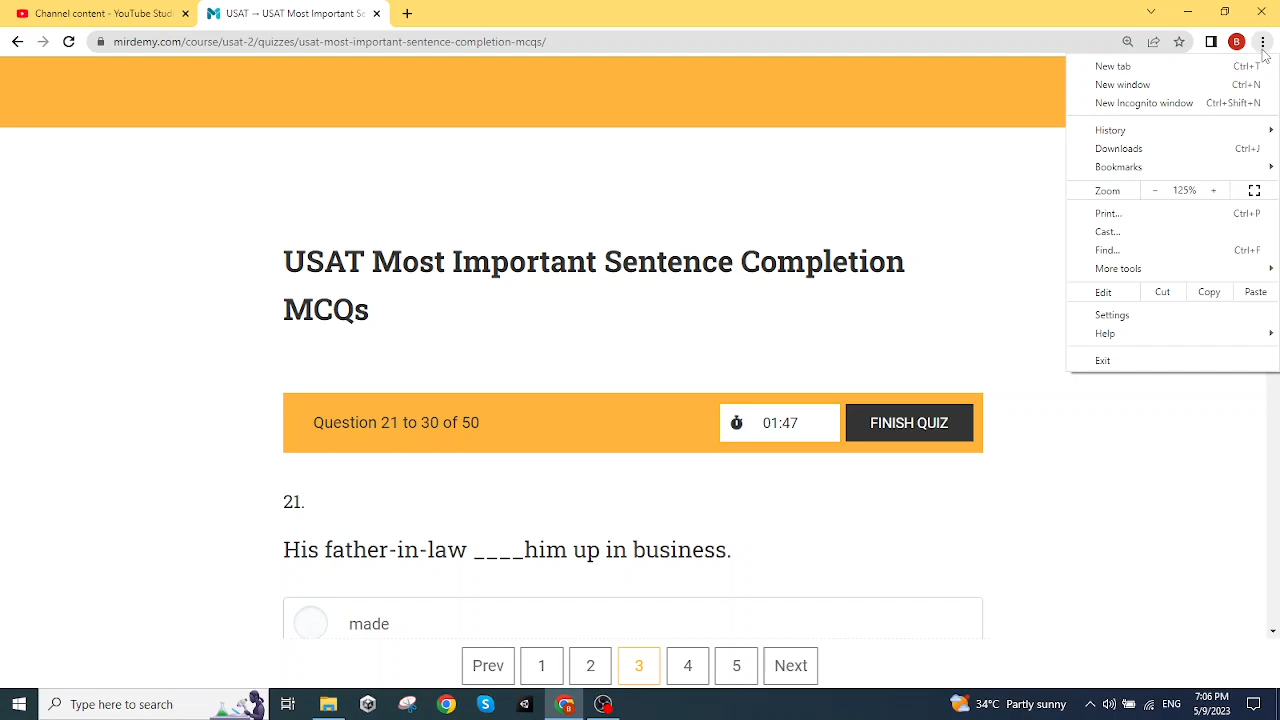 Channel content - YouTube Stud
USAT → USAT Most Important Se
mirdemy.com/course/usat-2/quizzes/usat-most-important-sentence-completion-mcqs/
B
New tab Ctrl+T
New window Ctrl+N
New Incognito window Ctrl+Shift+N
History
Downloads Ctrl+J
Bookmarks
Zoom - 125% +
Print... Ctrl+P
Cast...
Find... Ctrl+F
More tools
Edit Cut Copy Paste
Settings
Help
Exit
USAT Most Important Sentence Completion
MCQs
Question 21 to 30 of 50 01:47 FINISH QUIZ
21.
His father-in-law ____him up in business.
made
Prev 1 2 3 4 5 Next
Type here to search
34°C Partly sunny
ENG
7:06 PM
5/9/2023